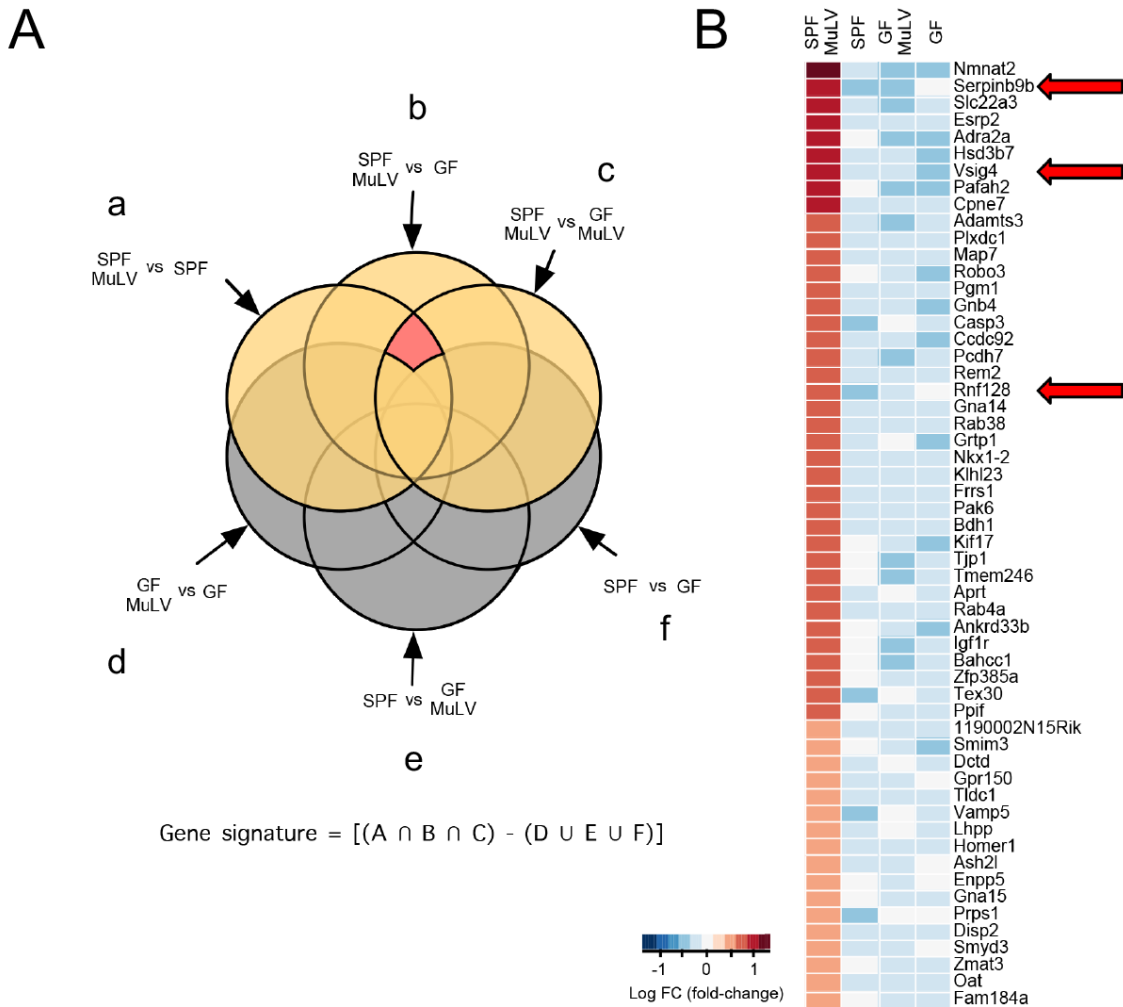 A
b
SPF
MuLV vs GF
c
SPF
MuLV vs GF
MuLV
a
SPF
MuLV vs SPF
GF
MuLV vs GF
d
SPF vs GF
f
SPF vs GF
MuLV
e
Gene signature = [(A ∩ B ∩ C) - (D ∪ E ∪ F)]
B
SPF
MuLV
SPF
GF
MuLV
GF
Nmnat2
Serpinb9b
Slc22a3
Esrp2
Adra2a
Hsd3b7
Vsig4
Pafah2
Cpne7
Adamts3
Plxdc1
Map7
Robo3
Pgm1
Gnb4
Casp3
Ccdc92
Pcdh7
Rem2
Rnf128
Gna14
Rab38
Grtp1
Nkx1-2
Klhl23
Frrs1
Pak6
Bdh1
Kif17
Tjp1
Tmem246
Aprt
Rab4a
Ankrd33b
Igf1r
Bahcc1
Zfp385a
Tex30
Ppif
1190002N15Rik
Smim3
Dctd
Gpr150
Tldc1
Vamp5
Lhpp
Homer1
Ash2l
Enpp5
Gna15
Prps1
Disp2
Smyd3
Zmat3
Oat
Fam184a
-1 0 1
Log FC (fold-change)